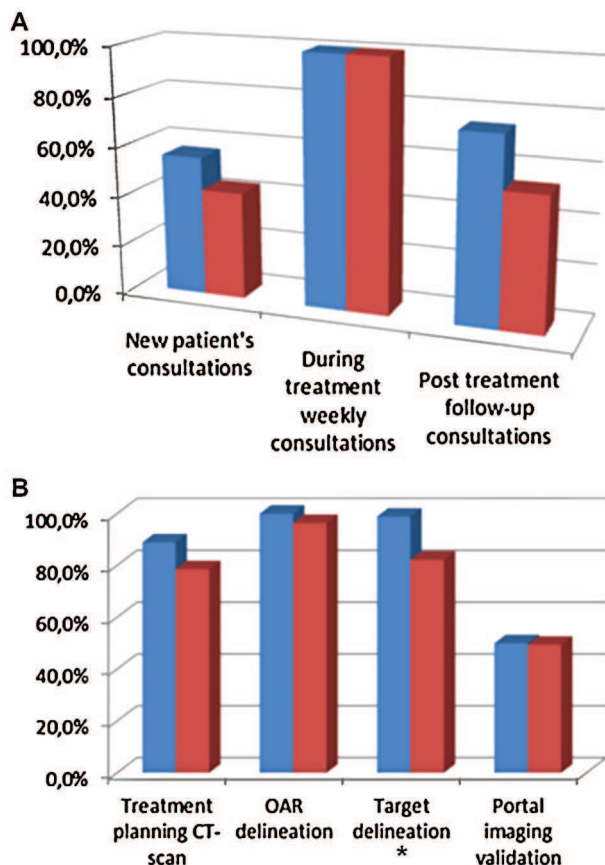 A
100,0%
80,0%
60,0%
40,0%
20,0%
0,0%
New patient's
consultations
During
treatment
weekly
consultations
Post treatment
follow-up
consultations
B
100,0%
80,0%
60,0%
40,0%
20,0%
0,0%
Treatment
planning CT-
scan
OAR
delineation
Target
delineation
*
Portal
imaging
validation